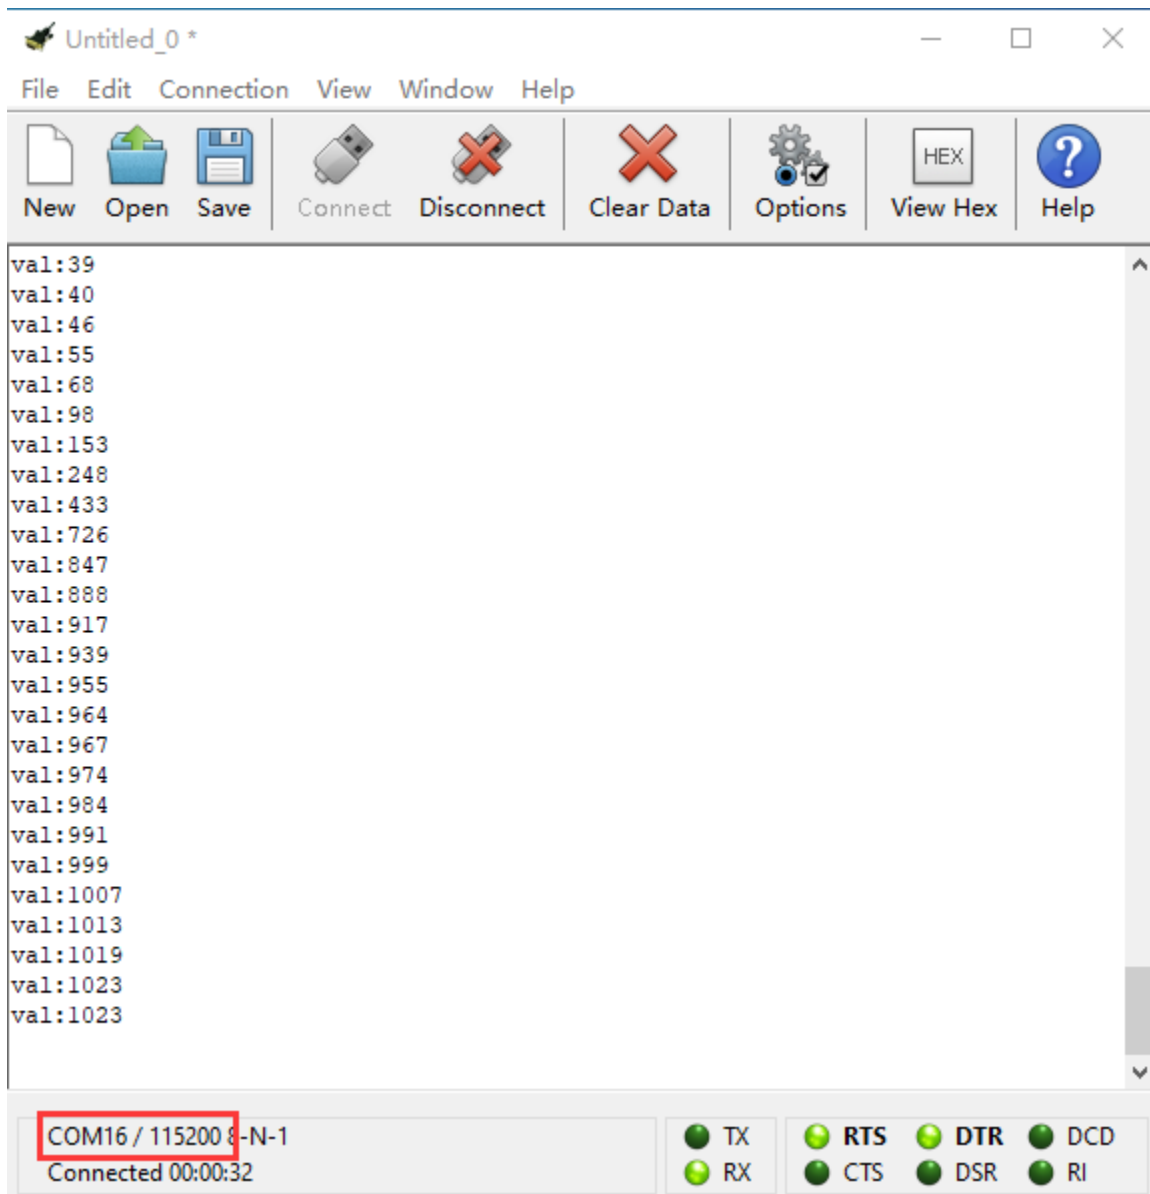 Untitled_0 *
File Edit Connection View Window Help
New Open Save Connect Disconnect Clear Data Options HEX View Hex Help
val:39
val:40
val:46
val:55
val:68
val:98
val:153
val:248
val:433
val:726
val:847
val:888
val:917
val:939
val:955
val:964
val:967
val:974
val:984
val:991
val:999
val:1007
val:1013
val:1019
val:1023
val:1023
COM16 / 115200 8-N-1
Connected 00:00:32
TX RTS DTR DCD
RX CTS DSR RI